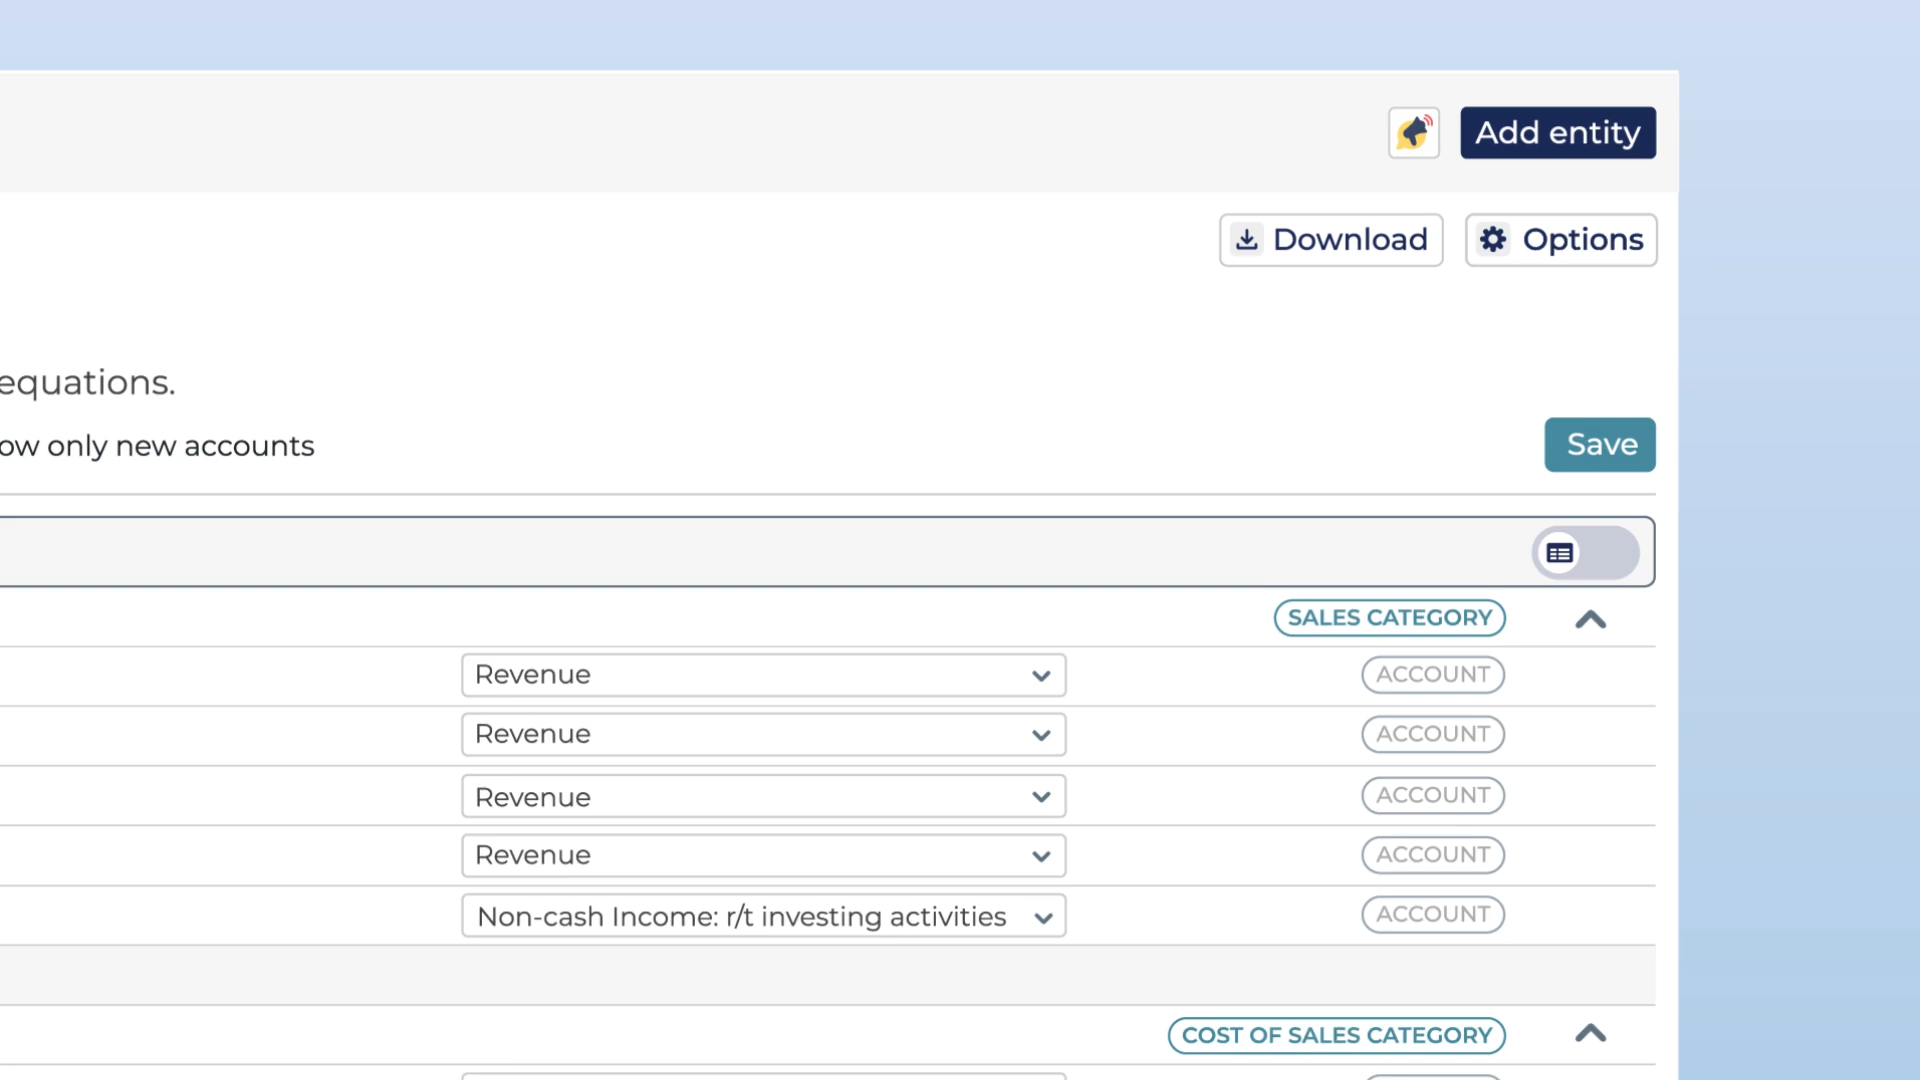 Add entity
Download
Options
equations.
ow only new accounts
Save
SALES CATEGORY
Revenue
ACCOUNT
Revenue
ACCOUNT
Revenue
ACCOUNT
Revenue
ACCOUNT
Non-cash Income: r/t investing activities
ACCOUNT
COST OF SALES CATEGORY